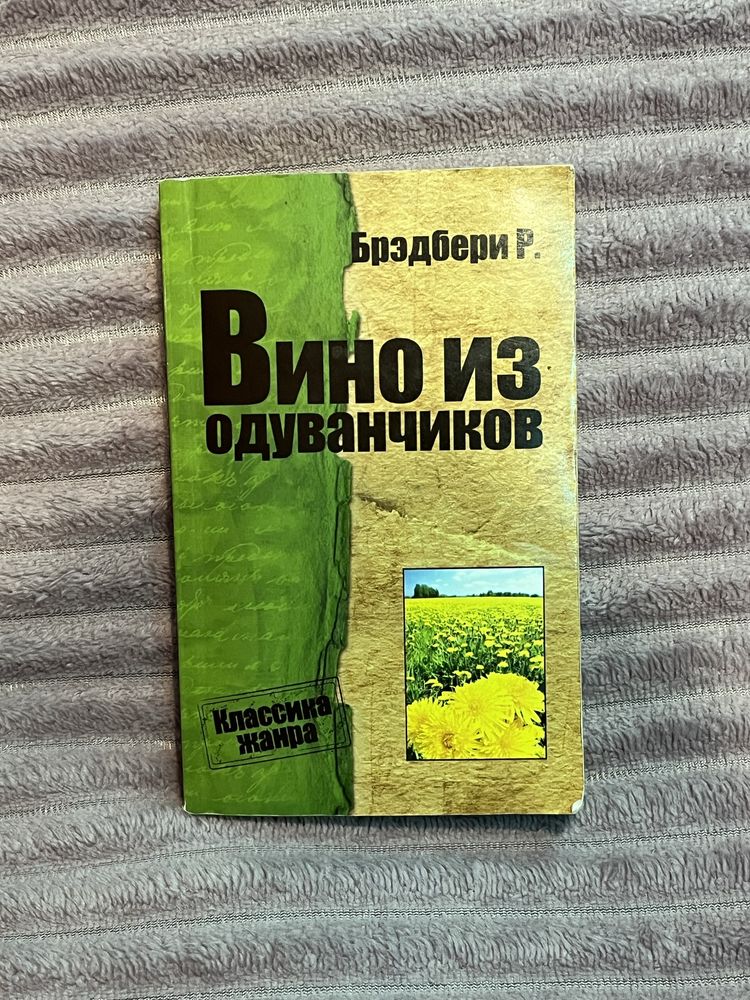 Брэдбери Р.
Вино из
одуванчиков
Классика
жанра